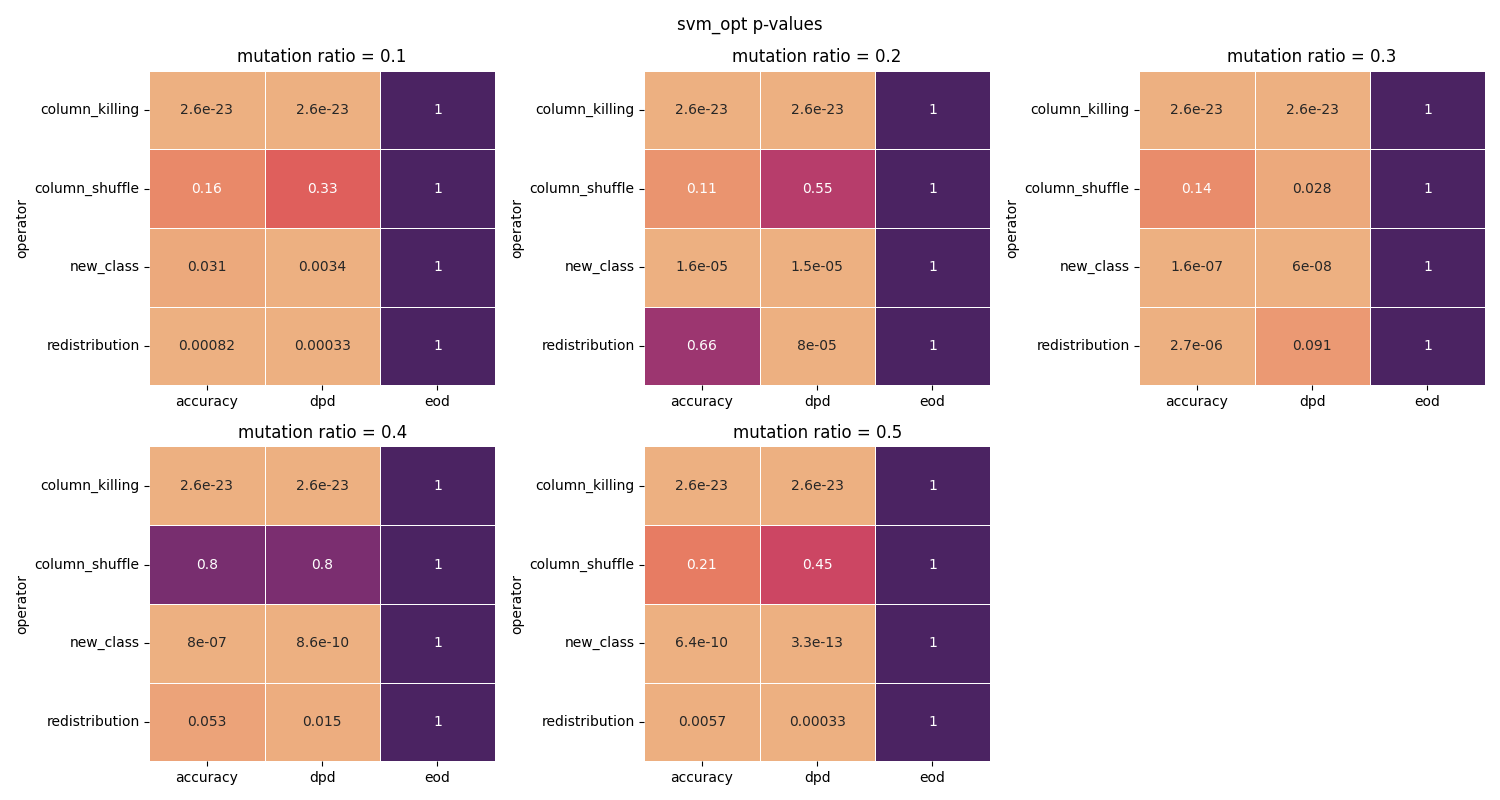 svm_opt p-values
mutation ratio = 0.1
operator
column_killing 2.6e-23 2.6e-23 1
column_shuffle 0.16 0.33 1
new_class 0.031 0.0034 1
redistribution 0.00082 0.00033 1
accuracy dpd eod
mutation ratio = 0.2
operator
column_killing 2.6e-23 2.6e-23 1
column_shuffle 0.11 0.55 1
new_class 1.6e-05 1.5e-05 1
redistribution 0.66 8e-05 1
accuracy dpd eod
mutation ratio = 0.3
operator
column_killing 2.6e-23 2.6e-23 1
column_shuffle 0.14 0.028 1
new_class 1.6e-07 6e-08 1
redistribution 2.7e-06 0.091 1
accuracy dpd eod
mutation ratio = 0.4
operator
column_killing 2.6e-23 2.6e-23 1
column_shuffle 0.8 0.8 1
new_class 8e-07 8.6e-10 1
redistribution 0.053 0.015 1
accuracy dpd eod
mutation ratio = 0.5
operator
column_killing 2.6e-23 2.6e-23 1
column_shuffle 0.21 0.45 1
new_class 6.4e-10 3.3e-13 1
redistribution 0.0057 0.00033 1
accuracy dpd eod